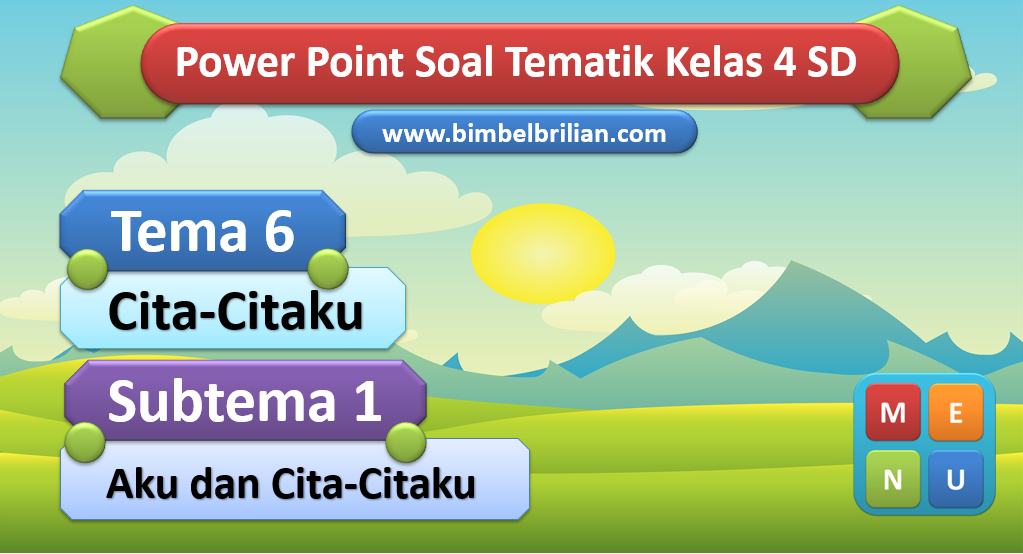 Power Point Soal Tematik Kelas 4 SD
www.bimbelbrilian.com
Tema 6
Cita-Citaku
Subtema 1
Aku dan Cita-Citaku
M E
N U